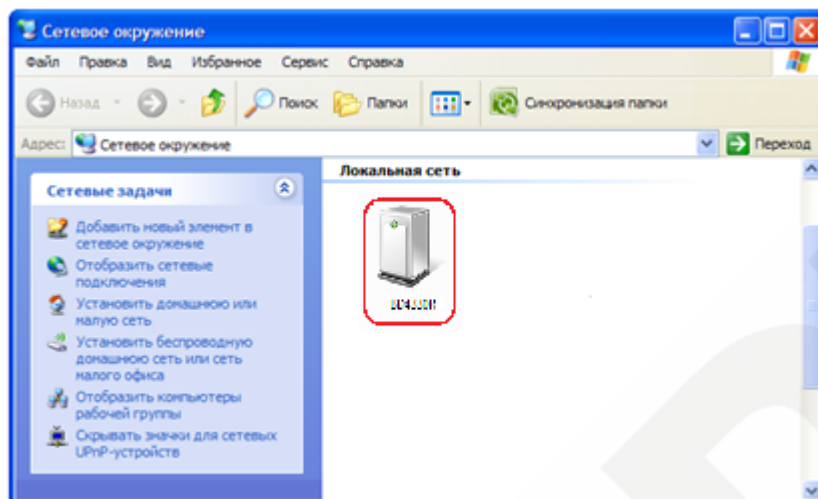 Сетевое окружение
Файл Правка Вид Избранное Сервис Справка
Назад Поиск Папки Синхронизация папки
Адрес: Сетевое окружение Переход
Локальная сеть
Сетевые задачи
Добавить новый элемент в
сетевое окружение
Отобразить сетевые
подключения
Установить домашнюю или
малую сеть
Установить беспроводную
домашнюю сеть или сеть
малого офиса
Отобразить компьютеры
рабочей группы
Скрывать значки для сетевых
UPnP-устройств